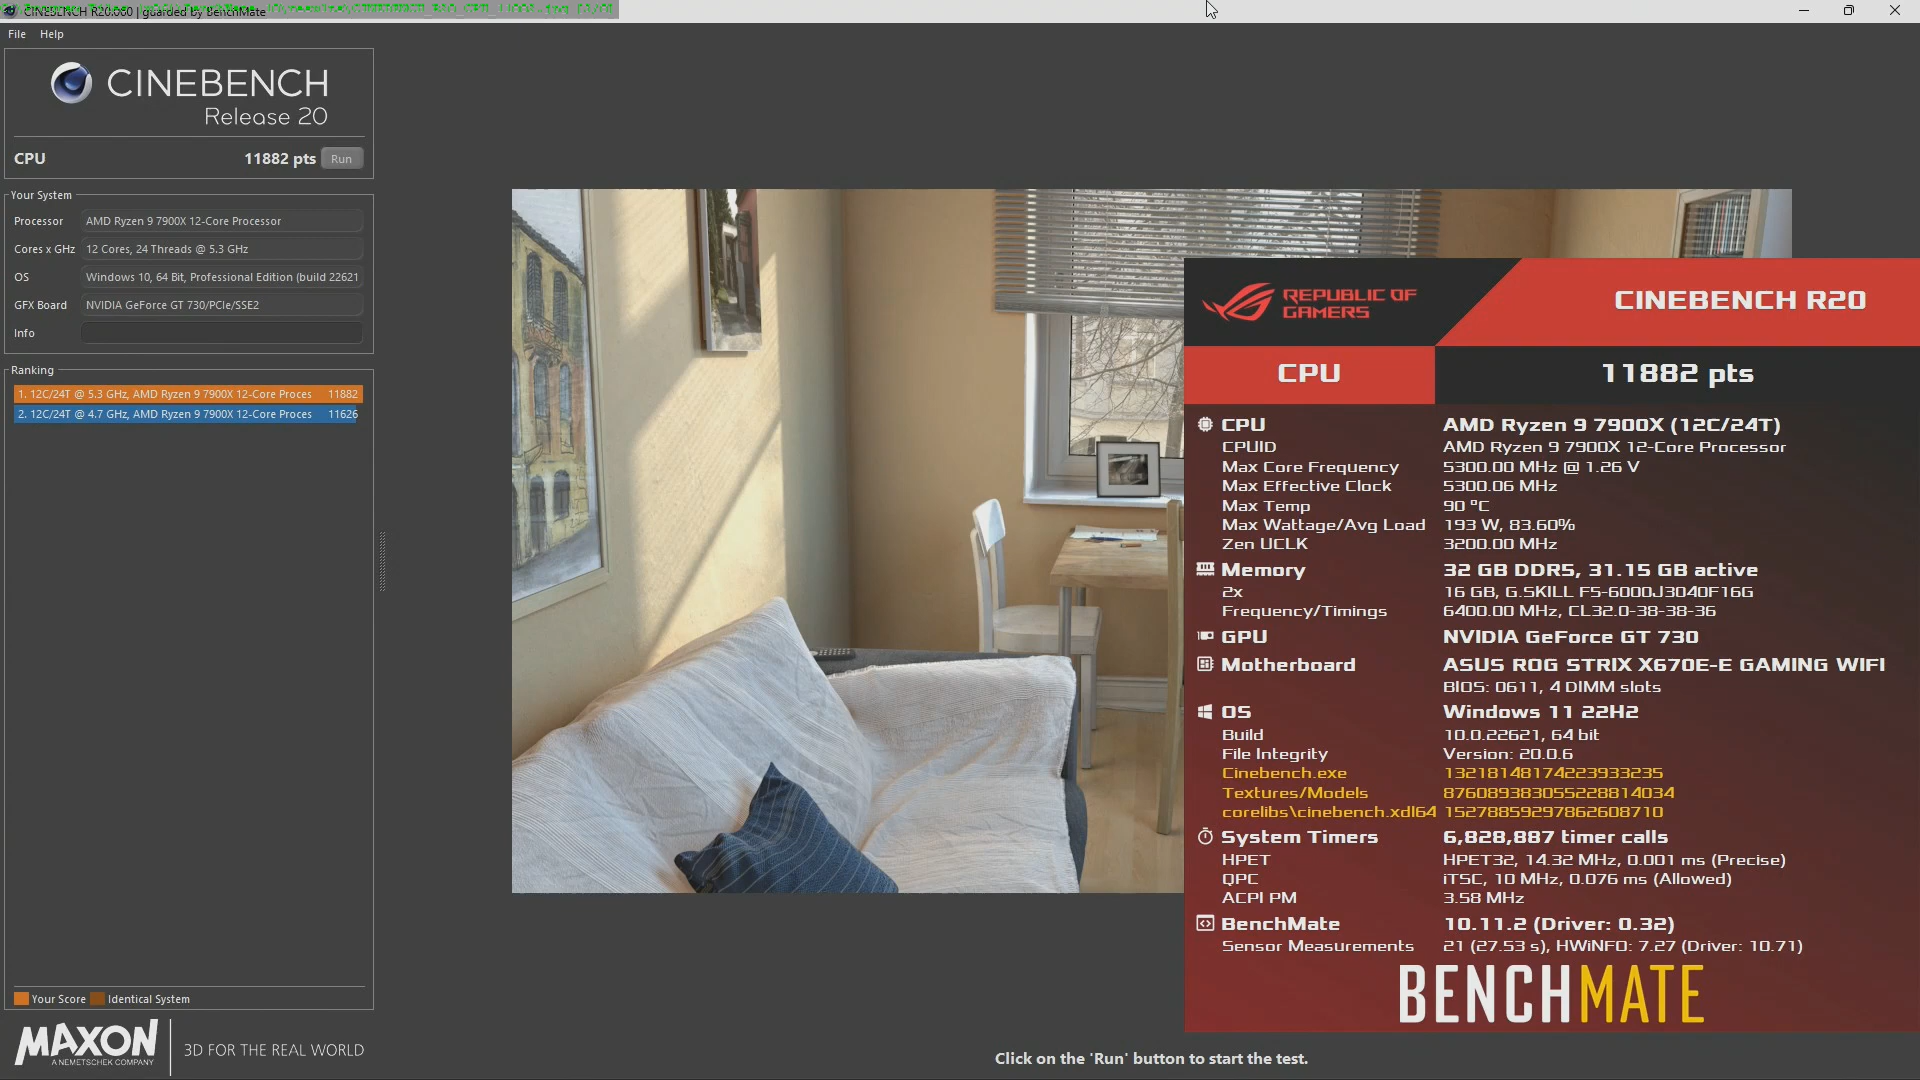 CINEBENCH R20.060 | guarded by BenchMate
File Help
CINEBENCH
Release 20
CPU 11882 pts Run
Your System
Processor AMD Ryzen 9 7900X 12-Core Processor
Cores x GHz 12 Cores, 24 Threads @ 5.3 GHz
OS Windows 10, 64 Bit, Professional Edition (build 22621
GFX Board NVIDIA GeForce GT 730/PCIe/SSE2
Info
Ranking
1. 12C/24T @ 5.3 GHz, AMD Ryzen 9 7900X 12-Core Proces 11882
2. 12C/24T @ 4.7 GHz, AMD Ryzen 9 7900X 12-Core Proces 11626
Your Score Identical System
MAXON
A NEMETSCHEK COMPANY
3D FOR THE REAL WORLD
REPUBLIC OF
GAMERS
CINEBENCH R20
CPU 11882 pts
CPU AMD Ryzen 9 7900X (12C/24T)
CPUID AMD Ryzen 9 7900X 12-Core Processor
Max Core Frequency 5300.00 MHz @ 1.26 V
Max Effective Clock 5300.06 MHz
Max Temp 90 °C
Max Wattage/Avg Load 193 W, 83.60%
Zen UCLK 3200.00 MHz
Memory 32 GB DDR5, 31.15 GB active
2x 16 GB, G.SKILL F5-6000J3040F16G
Frequency/Timings 6400.00 MHz, CL32.0-38-38-36
GPU NVIDIA GeForce GT 730
Motherboard ASUS ROG STRIX X670E-E GAMING WIFI
BIOS: 0611, 4 DIMM slots
OS Windows 11 22H2
Build 10.0.22621, 64 bit
File Integrity Version: 20.0.6
Cinebench.exe 13218148174223933235
Textures/Models 876089383055228814034
corelibs\cinebench.xdl64 15278859297862608710
System Timers 6,828,887 timer calls
HPET HPET32, 14.32 MHz, 0.001 ms (Precise)
QPC iTSC, 10 MHz, 0.076 ms (Allowed)
ACPI PM 3.58 MHz
BenchMate 10.11.2 (Driver: 0.32)
Sensor Measurements 21 (27.53 s), HWiNFO: 7.27 (Driver: 10.71)
BENCHMATE
Click on the 'Run' button to start the test.